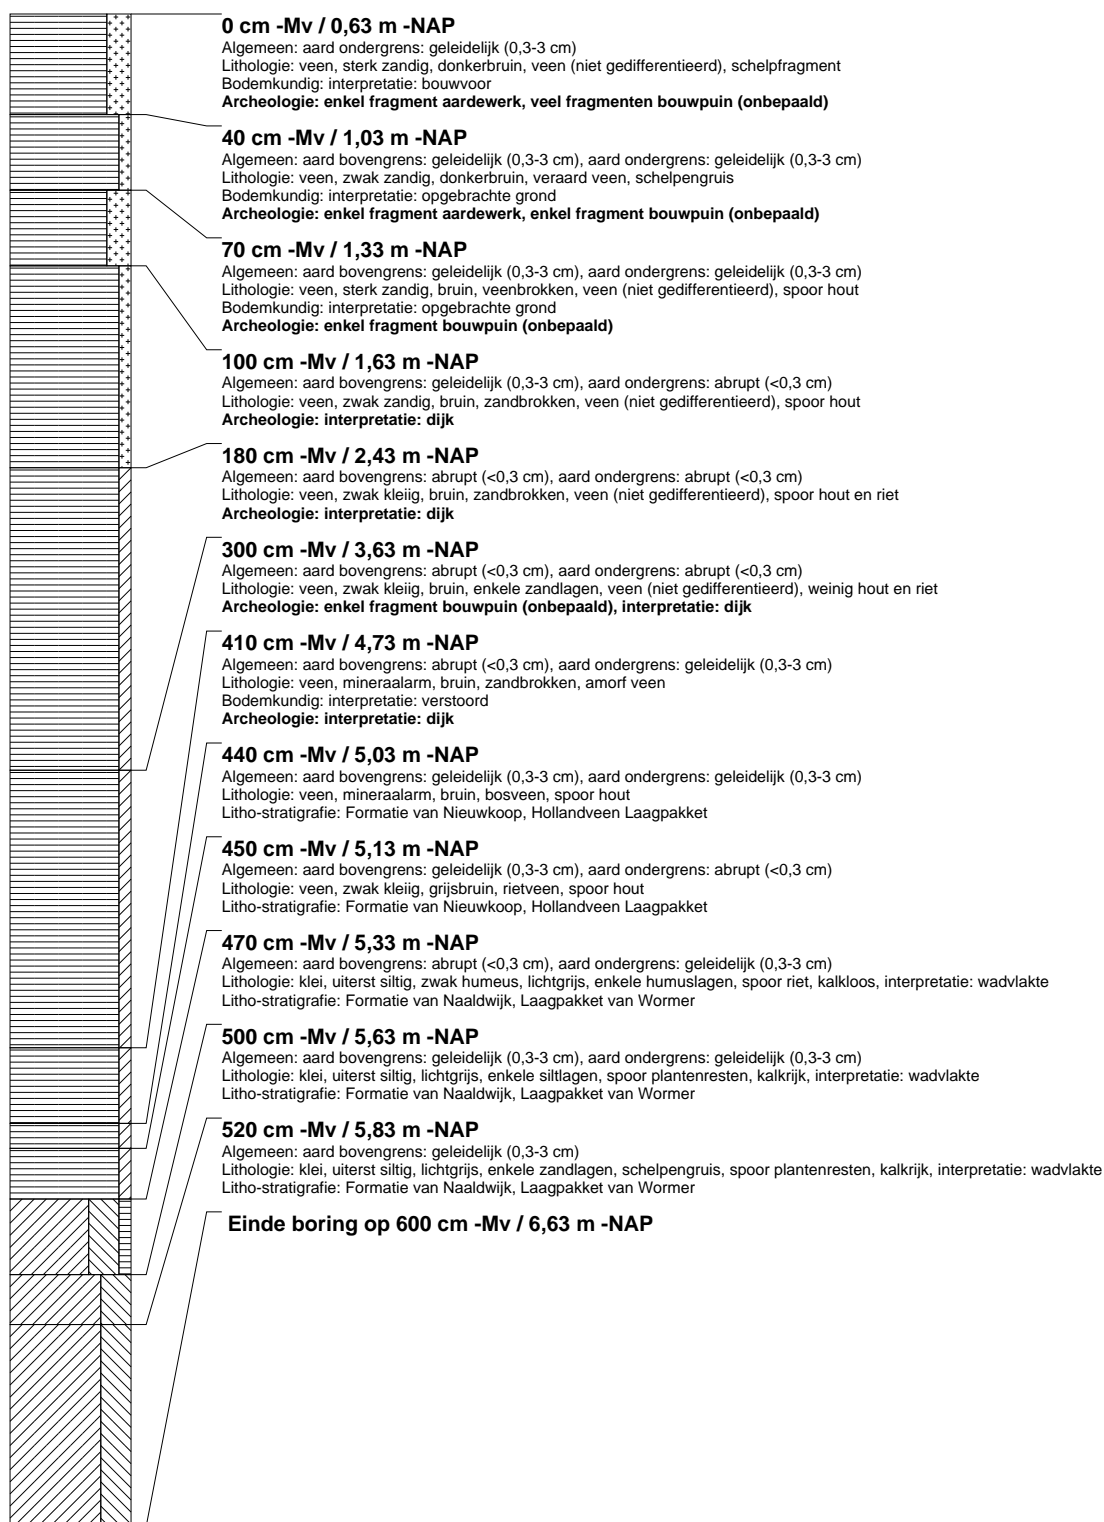 0 cm -Mv / 0,63 m -NAP
Algemeen: aard ondergrens: geleidelijk (0,3-3 cm)
Lithologie: veen, sterk zandig, donkerbruin, veen (niet gedifferentieerd), schelpfragment
Bodemkundig: interpretatie: bouwvoor
Archeologie: enkel fragment aardewerk, veel fragmenten bouwpuin (onbepaald)
40 cm -Mv / 1,03 m -NAP
Algemeen: aard bovengrens: geleidelijk (0,3-3 cm), aard ondergrens: geleidelijk (0,3-3 cm)
Lithologie: veen, zwak zandig, donkerbruin, veraard veen, schelpengruis
Bodemkundig: interpretatie: opgebrachte grond
Archeologie: enkel fragment aardewerk, enkel fragment bouwpuin (onbepaald)
70 cm -Mv / 1,33 m -NAP
Algemeen: aard bovengrens: geleidelijk (0,3-3 cm), aard ondergrens: geleidelijk (0,3-3 cm)
Lithologie: veen, sterk zandig, bruin, veenbrokken, veen (niet gedifferentieerd), spoor hout
Bodemkundig: interpretatie: opgebrachte grond
Archeologie: enkel fragment bouwpuin (onbepaald)
100 cm -Mv / 1,63 m -NAP
Algemeen: aard bovengrens: geleidelijk (0,3-3 cm), aard ondergrens: abrupt (<0,3 cm)
Lithologie: veen, zwak zandig, bruin, zandbrokken, veen (niet gedifferentieerd), spoor hout
Archeologie: interpretatie: dijk
180 cm -Mv / 2,43 m -NAP
Algemeen: aard bovengrens: abrupt (<0,3 cm), aard ondergrens: abrupt (<0,3 cm)
Lithologie: veen, zwak kleiig, bruin, zandbrokken, veen (niet gedifferentieerd), spoor hout en riet
Archeologie: interpretatie: dijk
300 cm -Mv / 3,63 m -NAP
Algemeen: aard bovengrens: abrupt (<0,3 cm), aard ondergrens: abrupt (<0,3 cm)
Lithologie: veen, zwak kleiig, bruin, enkele zandlagen, veen (niet gedifferentieerd), weinig hout en riet
Archeologie: enkel fragment bouwpuin (onbepaald), interpretatie: dijk
410 cm -Mv / 4,73 m -NAP
Algemeen: aard bovengrens: abrupt (<0,3 cm), aard ondergrens: geleidelijk (0,3-3 cm)
Lithologie: veen, mineraalarm, bruin, zandbrokken, amorf veen
Bodemkundig: interpretatie: verstoord
Archeologie: interpretatie: dijk
440 cm -Mv / 5,03 m -NAP
Algemeen: aard bovengrens: geleidelijk (0,3-3 cm), aard ondergrens: geleidelijk (0,3-3 cm)
Lithologie: veen, mineraalarm, bruin, bosveen, spoor hout
Litho-stratigrafie: Formatie van Nieuwkoop, Hollandveen Laagpakket
450 cm -Mv / 5,13 m -NAP
Algemeen: aard bovengrens: geleidelijk (0,3-3 cm), aard ondergrens: abrupt (<0,3 cm)
Lithologie: veen, zwak kleiig, grijsbruin, rietveen, spoor hout
Litho-stratigrafie: Formatie van Nieuwkoop, Hollandveen Laagpakket
470 cm -Mv / 5,33 m -NAP
Algemeen: aard bovengrens: abrupt (<0,3 cm), aard ondergrens: geleidelijk (0,3-3 cm)
Lithologie: klei, uiterst siltig, zwak humeus, lichtgrijs, enkele humuslagen, spoor riet, kalkloos, interpretatie: wadvlakte
Litho-stratigrafie: Formatie van Naaldwijk, Laagpakket van Wormer
500 cm -Mv / 5,63 m -NAP
Algemeen: aard bovengrens: geleidelijk (0,3-3 cm), aard ondergrens: geleidelijk (0,3-3 cm)
Lithologie: klei, uiterst siltig, lichtgrijs, enkele siltlagen, spoor plantenresten, kalkrijk, interpretatie: wadvlakte
Litho-stratigrafie: Formatie van Naaldwijk, Laagpakket van Wormer
520 cm -Mv / 5,83 m -NAP
Algemeen: aard bovengrens: geleidelijk (0,3-3 cm)
Lithologie: klei, uiterst siltig, lichtgrijs, enkele zandlagen, schelpengruis, spoor plantenresten, kalkrijk, interpretatie: wadvlakte
Litho-stratigrafie: Formatie van Naaldwijk, Laagpakket van Wormer
Einde boring op 600 cm -Mv / 6,63 m -NAP